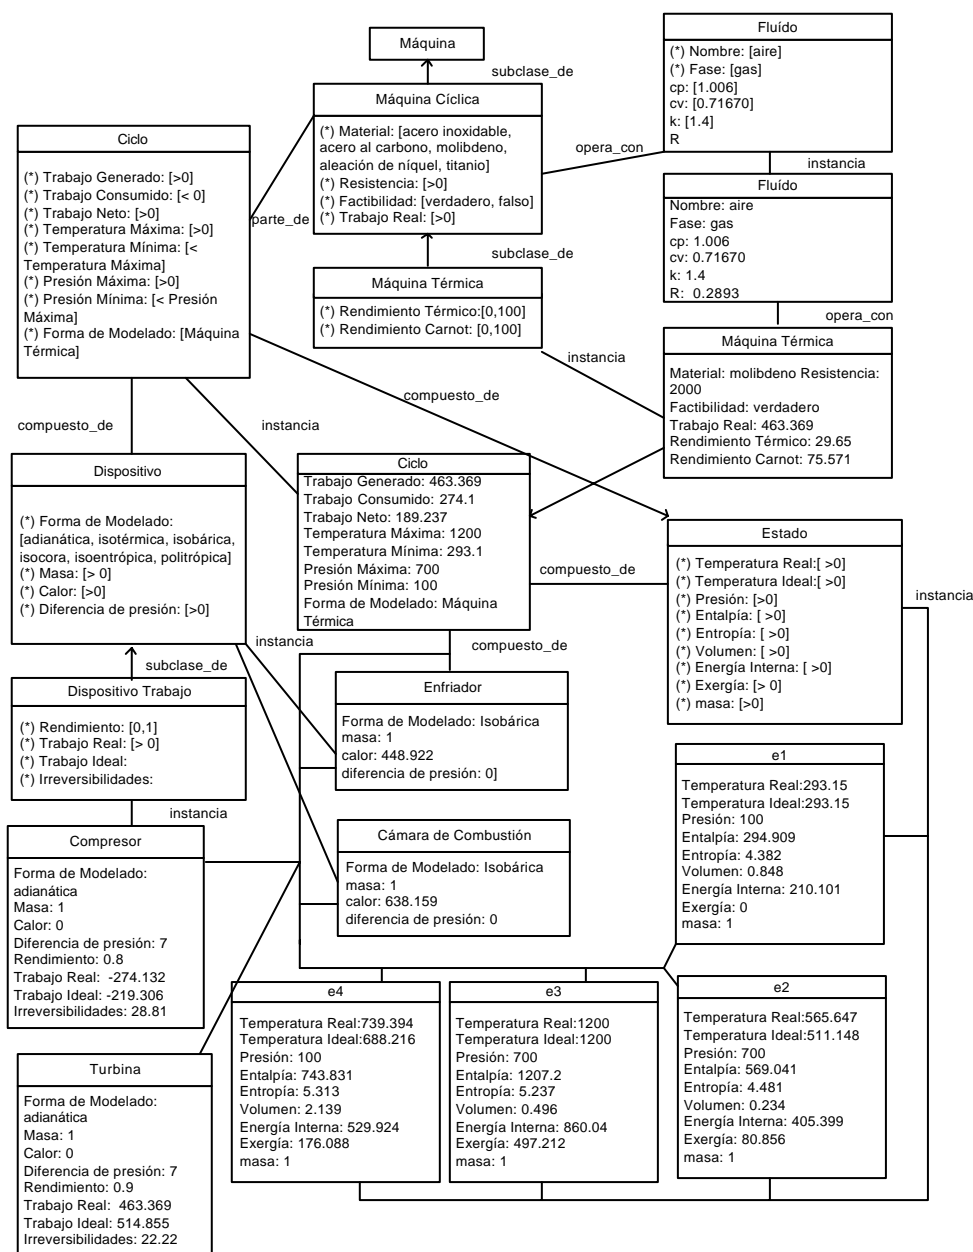 Máquina
subclase_de
Máquina Cíclica
(*) Material: [acero inoxidable,
acero al carbono, molibdeno,
aleación de níquel, titanio]
(*) Resistencia: [>0]
(*) Factibilidad: [verdadero, falso]
(*) Trabajo Real: [>0]
Fluído
(*) Nombre: [aire]
(*) Fase: [gas]
cp: [1.006]
cv: [0.71670]
k: [1.4]
R
opera_con
instancia
Ciclo
(*) Trabajo Generado: [>0]
(*) Trabajo Consumido: [< 0]
(*) Trabajo Neto: [>0]
(*) Temperatura Máxima: [>0]
(*) Temperatura Mínima: [<
Temperatura Máxima]
(*) Presión Máxima: [>0]
(*) Presión Mínima: [< Presión
Máxima]
(*) Forma de Modelado: [Máquina
Térmica]
parte_de
subclase_de
Máquina Térmica
(*) Rendimiento Térmico:[0,100]
(*) Rendimiento Carnot: [0,100]
Fluído
Nombre: aire
Fase: gas
cp: 1.006
cv: 0.71670
k: 1.4
R: 0.2893
opera_con
instancia
Máquina Térmica
Material: molibdeno Resistencia:
2000
Factibilidad: verdadero
Trabajo Real: 463.369
Rendimiento Térmico: 29.65
Rendimiento Carnot: 75.571
compuesto_de
compuesto_de
instancia
Dispositivo
(*) Forma de Modelado:
[adianática, isotérmica, isobárica,
isocora, isoentrópica, politrópica]
(*) Masa: [> 0]
(*) Calor: [>0]
(*) Diferencia de presión: [>0]
Ciclo
Trabajo Generado: 463.369
Trabajo Consumido: 274.1
Trabajo Neto: 189.237
Temperatura Máxima: 1200
Temperatura Mínima: 293.1
Presión Máxima: 700
Presión Mínima: 100
Forma de Modelado: Máquina
Térmica
compuesto_de
Estado
(*) Temperatura Real:[ >0]
(*) Temperatura Ideal:[ >0]
(*) Presión: [>0]
(*) Entalpía: [ >0]
(*) Entropía: [ >0]
(*) Volumen: [ >0]
(*) Energía Interna: [ >0]
(*) Exergía: [> 0]
(*) masa: [>0]
instancia
instancia
compuesto_de
subclase_de
Dispositivo Trabajo
(*) Rendimiento: [0,1]
(*) Trabajo Real: [> 0]
(*) Trabajo Ideal:
(*) Irreversibilidades:
instancia
Enfriador
Forma de Modelado: Isobárica
masa: 1
calor: 448.922
diferencia de presión: 0]
Compresor
Forma de Modelado:
adianática
Masa: 1
Calor: 0
Diferencia de presión: 7
Rendimiento: 0.8
Trabajo Real: -274.132
Trabajo Ideal: -219.306
Irreversibilidades: 28.81
Cámara de Combustión
Forma de Modelado: Isobárica
masa: 1
calor: 638.159
diferencia de presión: 0
e1
Temperatura Real:293.15
Temperatura Ideal:293.15
Presión: 100
Entalpía: 294.909
Entropía: 4.382
Volumen: 0.848
Energía Interna: 210.101
Exergía: 0
masa: 1
e4
Temperatura Real:739.394
Temperatura Ideal:688.216
Presión: 100
Entalpía: 743.831
Entropía: 5.313
Volumen: 2.139
Energía Interna: 529.924
Exergía: 176.088
masa: 1
e3
Temperatura Real:1200
Temperatura Ideal:1200
Presión: 700
Entalpía: 1207.2
Entropía: 5.237
Volumen: 0.496
Energía Interna: 860.04
Exergía: 497.212
masa: 1
e2
Temperatura Real:565.647
Temperatura Ideal:511.148
Presión: 700
Entalpía: 569.041
Entropía: 4.481
Volumen: 0.234
Energía Interna: 405.399
Exergía: 80.856
masa: 1
Turbina
Forma de Modelado:
adianática
Masa: 1
Calor: 0
Diferencia de presión: 7
Rendimiento: 0.9
Trabajo Real: 463.369
Trabajo Ideal: 514.855
Irreversibilidades: 22.22